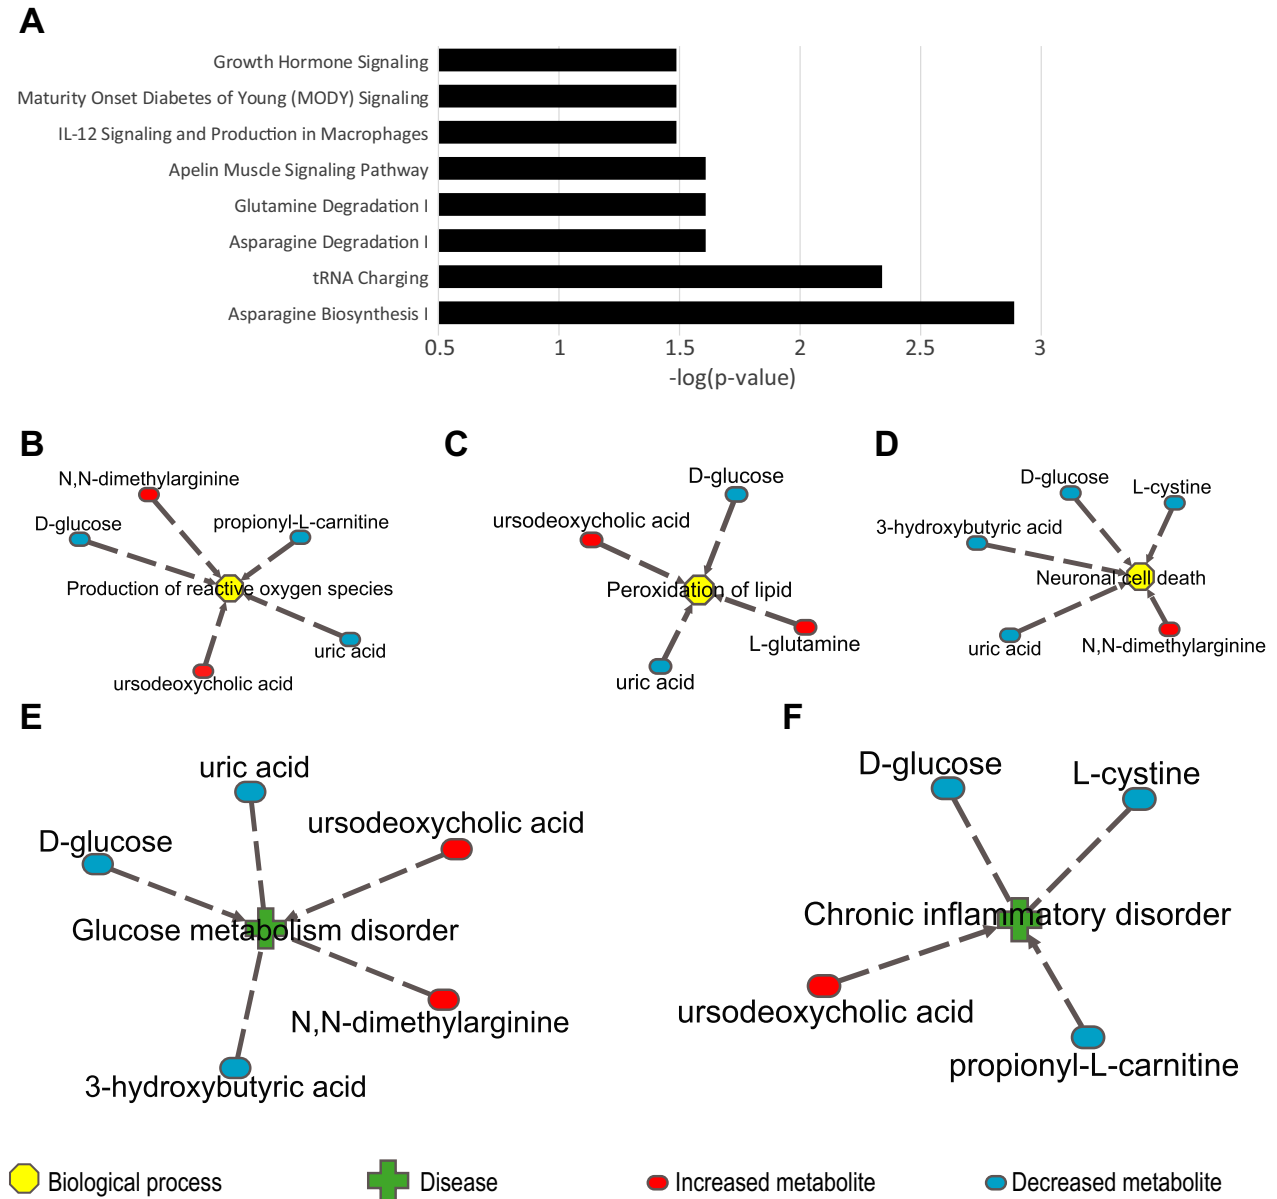 A
Growth Hormone Signaling
Maturity Onset Diabetes of Young (MODY) Signaling
IL-12 Signaling and Production in Macrophages
Apelin Muscle Signaling Pathway
Glutamine Degradation I
Asparagine Degradation I
tRNA Charging
Asparagine Biosynthesis I
0.5 1 1.5 2 2.5 3
-log(p-value)
B
N,N-dimethylarginine
D-glucose
propionyl-L-carnitine
Production of reactive oxygen species
uric acid
ursodeoxycholic acid
C
D-glucose
ursodeoxycholic acid
Peroxidation of lipid
L-glutamine
uric acid
D
D-glucose
L-cystine
3-hydroxybutyric acid
Neuronal cell death
uric acid
N,N-dimethylarginine
E
uric acid
ursodeoxycholic acid
D-glucose
Glucose metabolism disorder
N,N-dimethylarginine
3-hydroxybutyric acid
F
D-glucose
L-cystine
Chronic inflammatory disorder
ursodeoxycholic acid
propionyl-L-carnitine
Biological process
Disease
Increased metabolite
Decreased metabolite